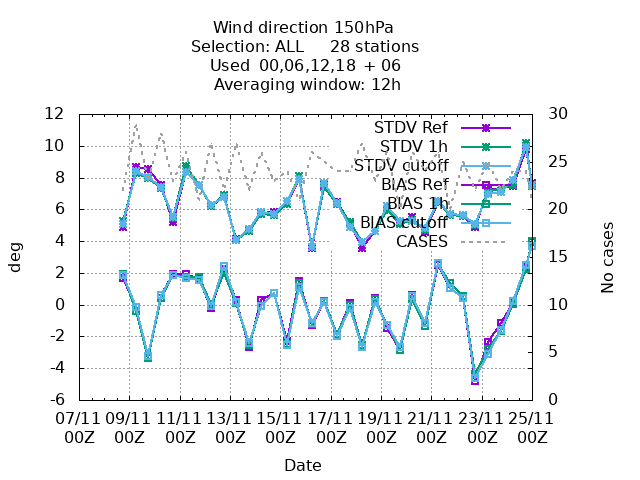 Wind direction 150hPa
Selection: ALL 28 stations
Used 00,06,12,18 + 06
Averaging window: 12h
12 30
STDV Ref
10 25
STDV 1h
STDV cutoff
8
BIAS Ref
6 20
BIAS 1h
BIAS cutoff
4 15
CASES
deg No cases
2
0 10
-2
-4 5
-6 0
07/11 09/11 11/11 13/11 15/11 17/11 19/11 21/11 23/11 25/11
00Z 00Z 00Z 00Z 00Z 00Z 00Z 00Z 00Z 00Z
Date